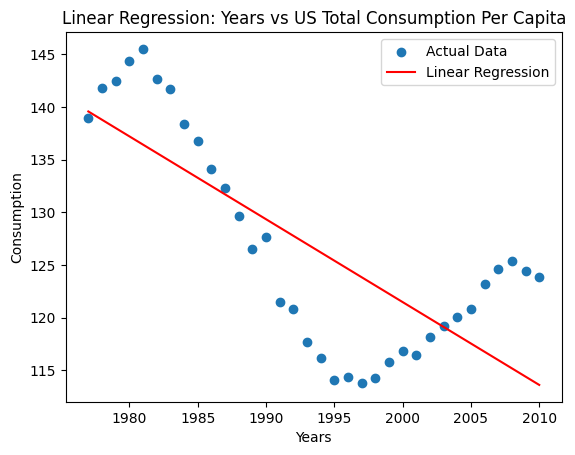 Linear Regression: Years vs US Total Consumption Per Capita
Actual Data
Linear Regression
145
140
135
130
125
120
115
Consumption
1980
1985
1990
1995
2000
2005
2010
Years